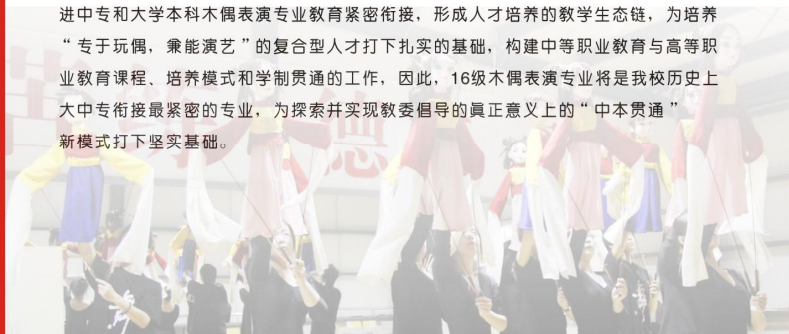 进中专和大学本科木偶表演专业教育紧密衔接，形成人才培养的教学生态链，为培养
“专于玩偶，兼能演艺”的复合型人才打下扎实的基础，构建中等职业教育与高等职
业教育课程、培养模式和学制贯通的工作，因此，16级木偶表演专业将是我校历史上
大中专衔接最紧密的专业，为探索并实现教委倡导的真正意义上的“中本贯通”
新模式打下坚实基础。
德